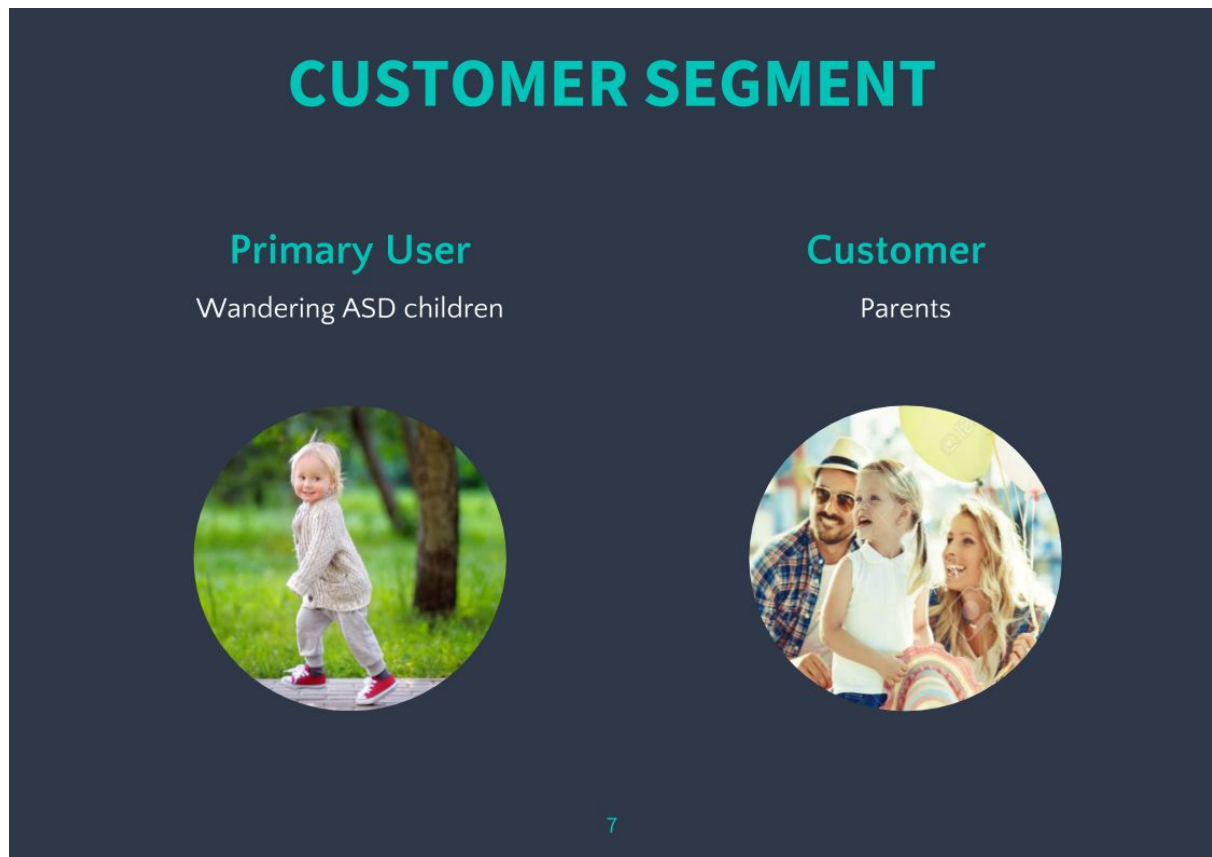 CUSTOMER SEGMENT
Primary User
Wandering ASD children
Customer
Parents
7